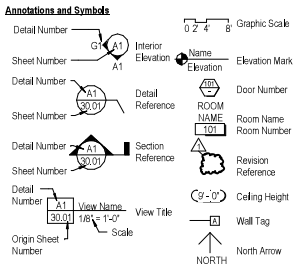 Annotations and Symbols
Detail Number
G1
A1
Sheet Number
A1
Interior
Elevation
Detail Number
A1
30.01
Sheet Number
Detail
Reference
Detail Number
A1
30.01
Sheet Number
Section
Reference
Detail
Number
A1
View Name
30.01
1/8" = 1'-0"
View Title
Origin Sheet
Number
Scale
0 2' 4' 8'
Graphic Scale
Name
Elevation
Elevation Mark
101
ROOM
Door Number
NAME
101
Room Name
Room Number
1
Revision
Reference
9'-0"
Ceiling Height
A
Wall Tag
NORTH
North Arrow